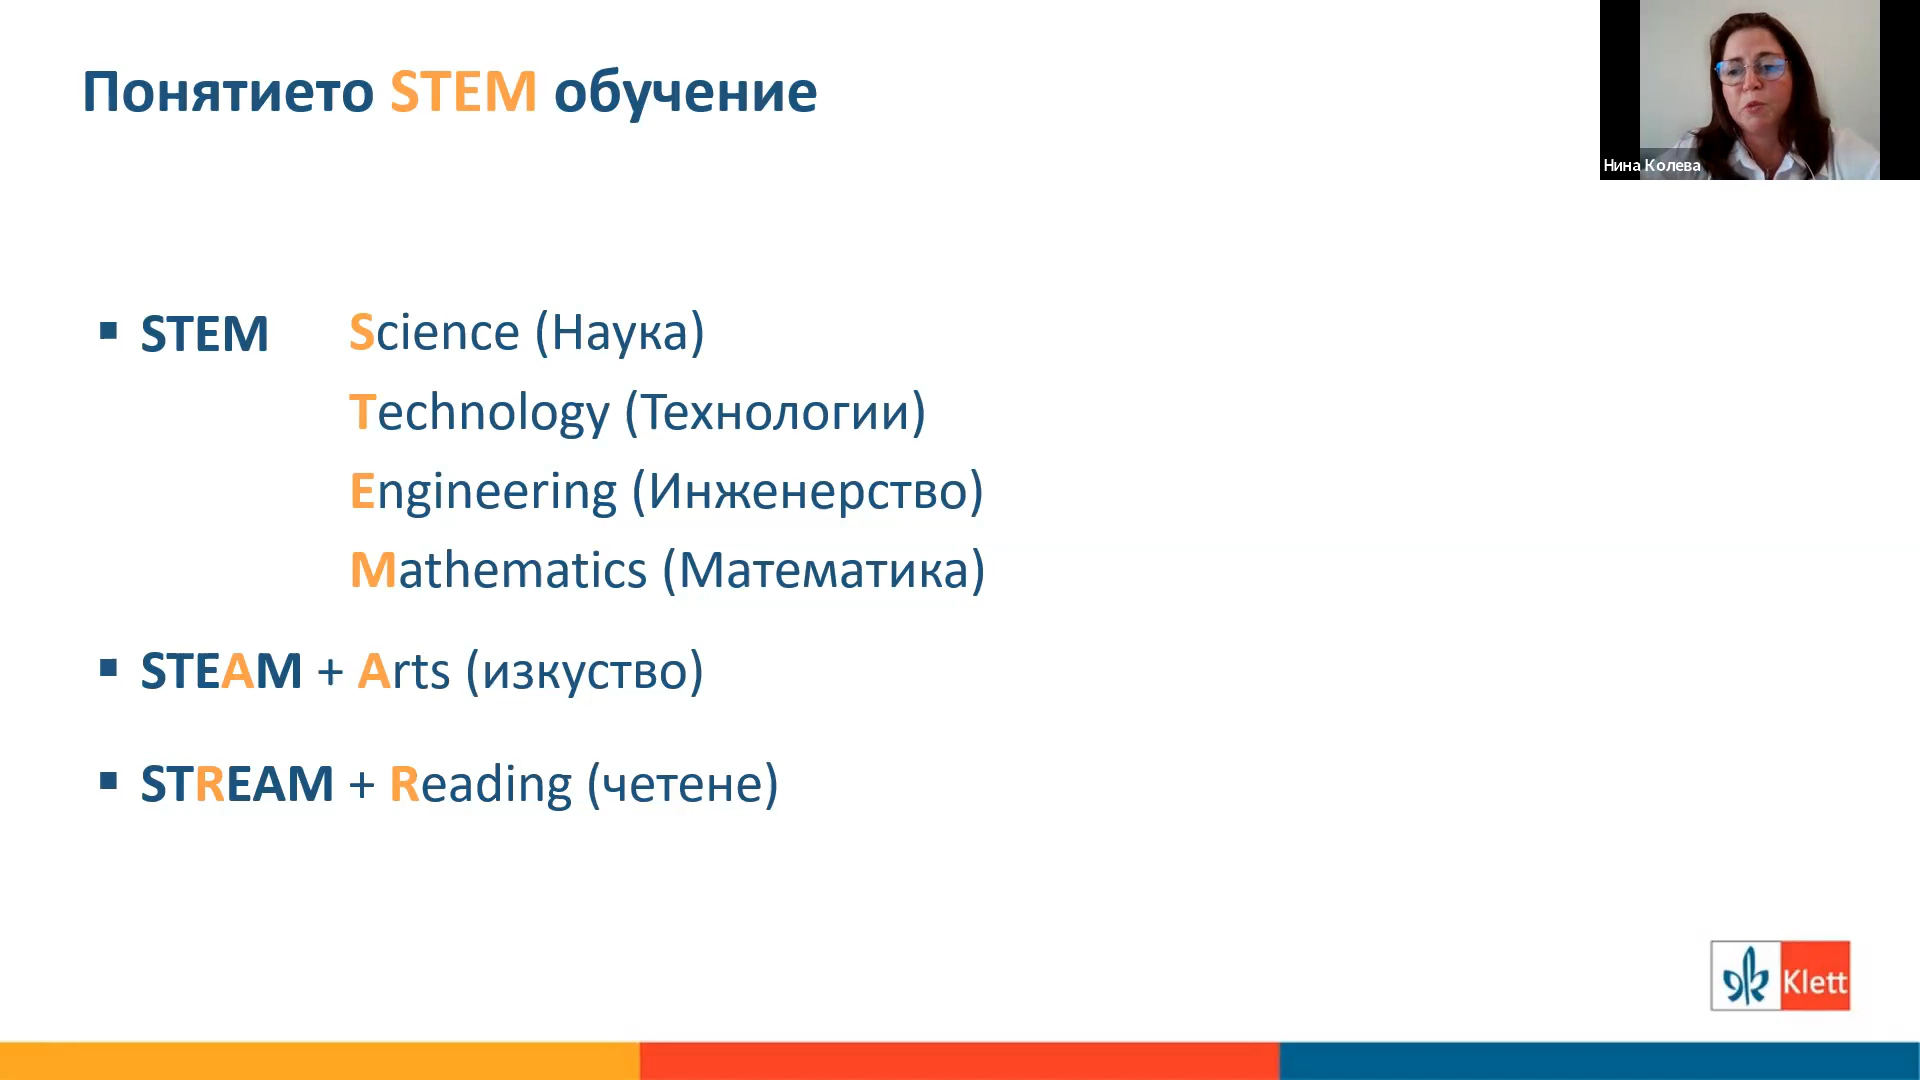 Понятието STEM обучение
Нина Колева
▪ STEM Science (Наука)
Technology (Технологии)
Engineering (Инженерство)
Mathematics (Математика)
▪ STEAM + Arts (изкуство)
▪ STREAM + Reading (четене)
Klett